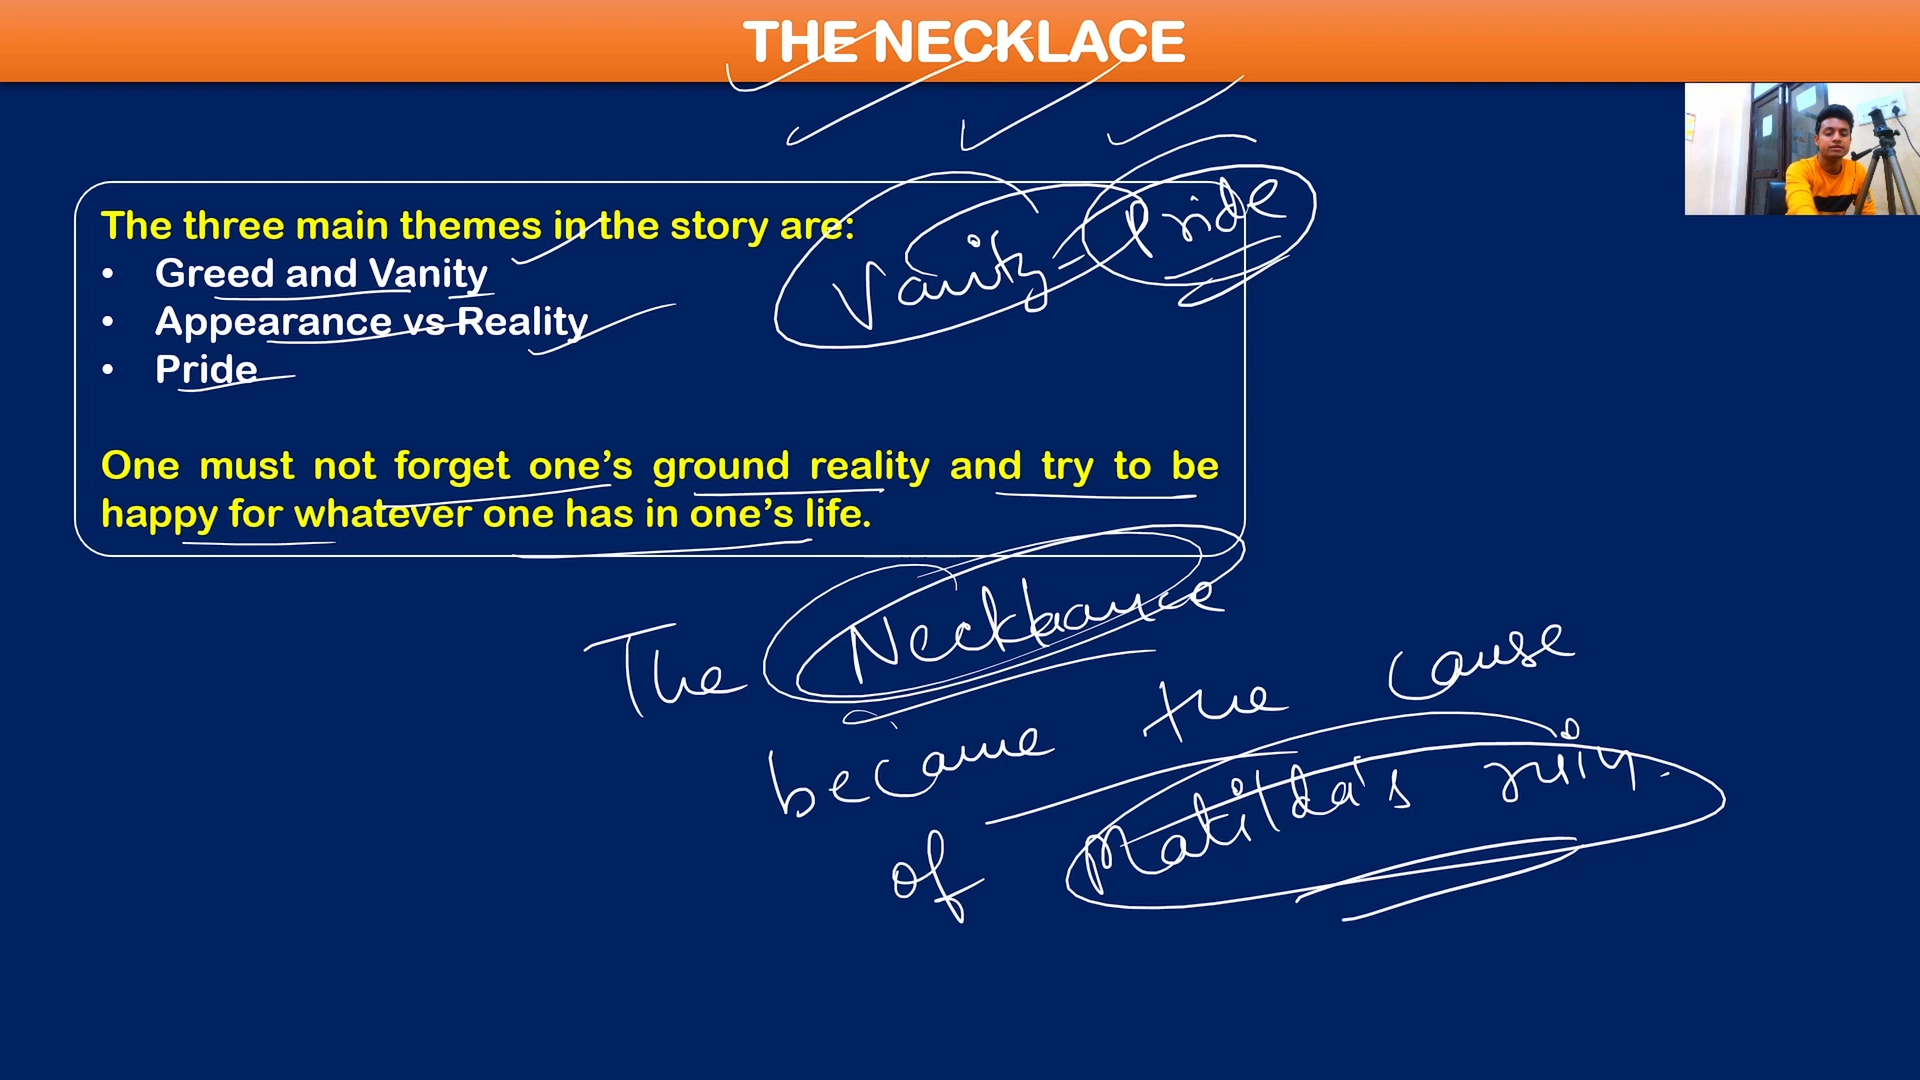 THE NECKLACE
The three main themes in the story are:
• Greed and Vanity
• Appearance vs Reality
• Pride
Vanity = Pride
One must not forget one’s ground reality and try to be
happy for whatever one has in one’s life.
The
became the cause
of Matilda's ruin.